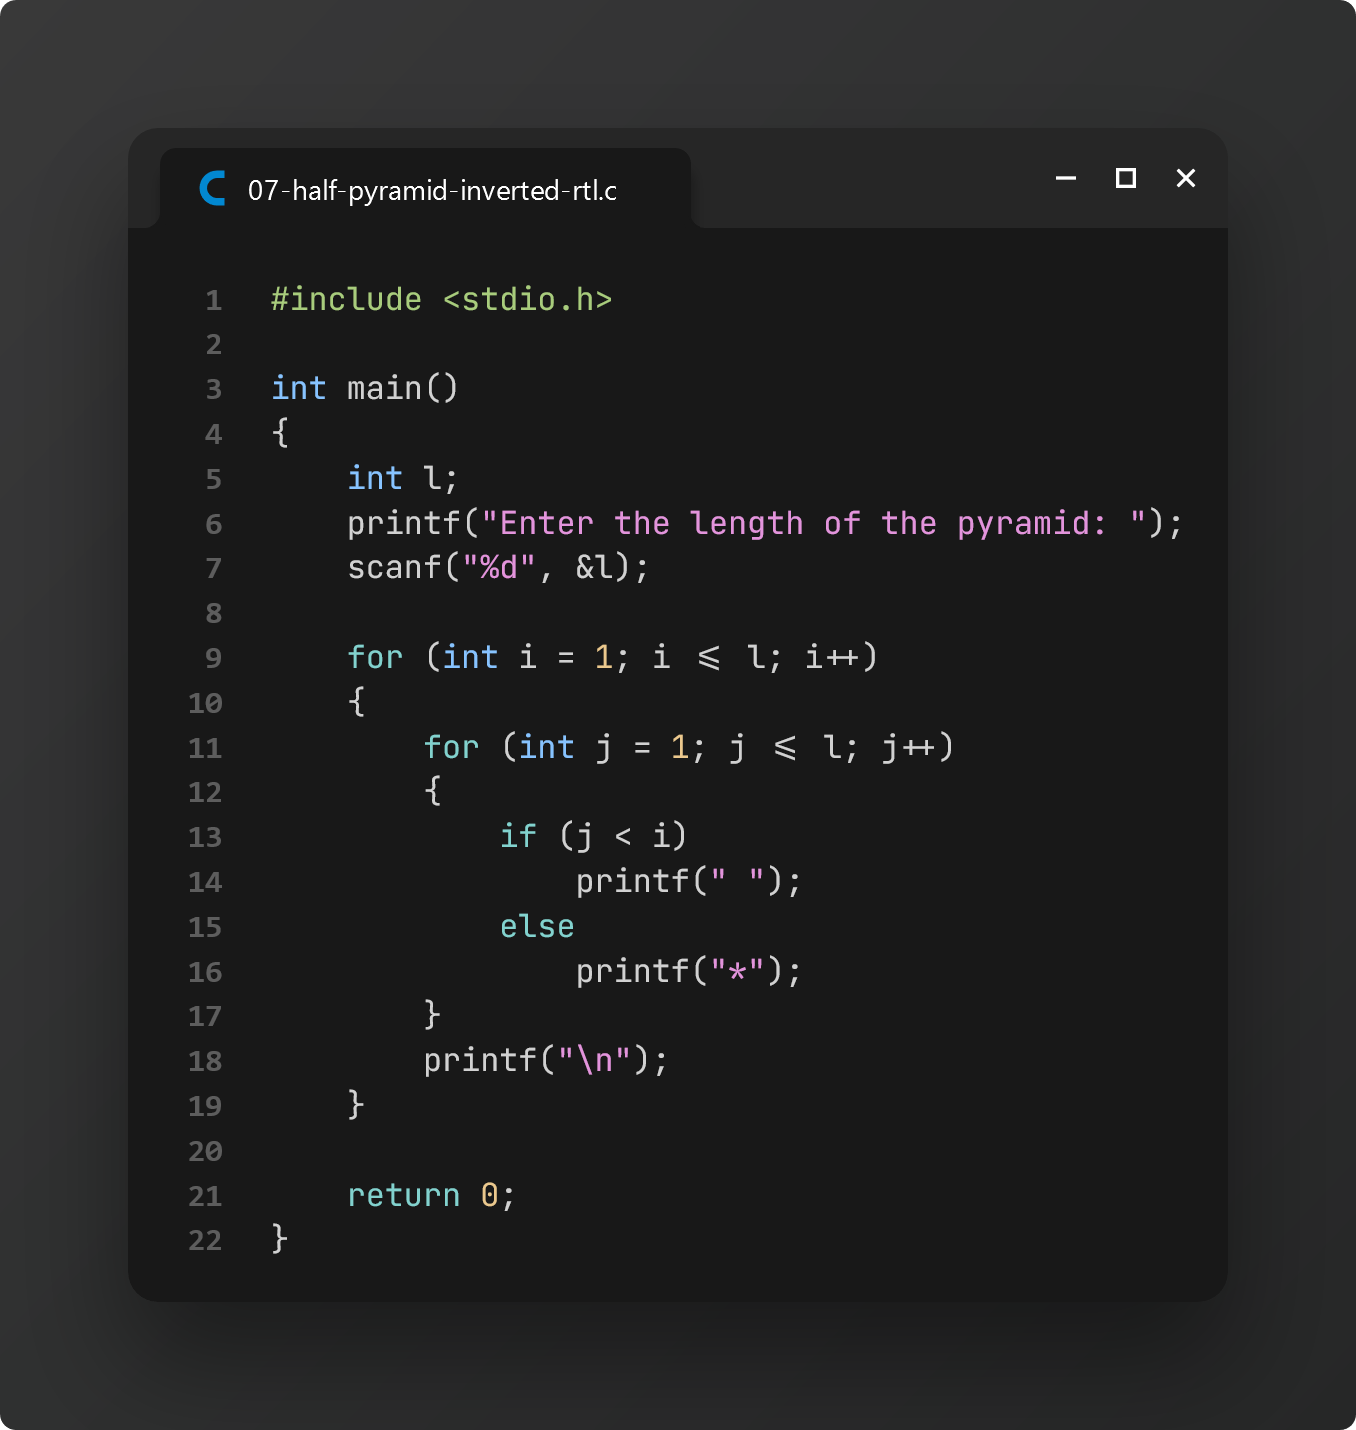 07-half-pyramid-inverted-rtl.c
1 #include <stdio.h>
2
3 int main()
4 {
5     int l;
6     printf("Enter the length of the pyramid: ");
7     scanf("%d", &l);
8
9     for (int i = 1; i <= l; i++)
10     {
11         for (int j = 1; j <= l; j++)
12         {
13             if (j < i)
14                 printf(" ");
15             else
16                 printf("*");
17         }
18         printf("\n");
19     }
20
21     return 0;
22 }